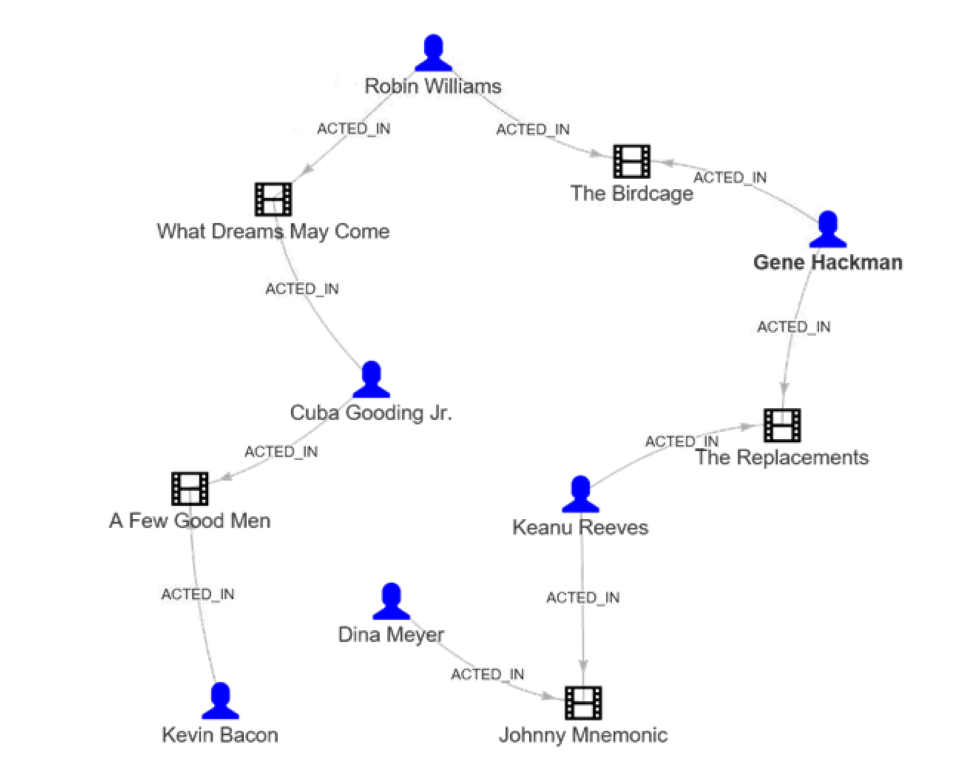 Robin Williams
ACTED_IN
ACTED_IN
The Birdcage
ACTED_IN
What Dreams May Come
Gene Hackman
ACTED_IN
ACTED_IN
Cuba Gooding Jr.
ACTED_IN
ACTED_IN
The Replacements
A Few Good Men
Keanu Reeves
ACTED_IN
ACTED_IN
Dina Meyer
ACTED_IN
Kevin Bacon
Johnny Mnemonic